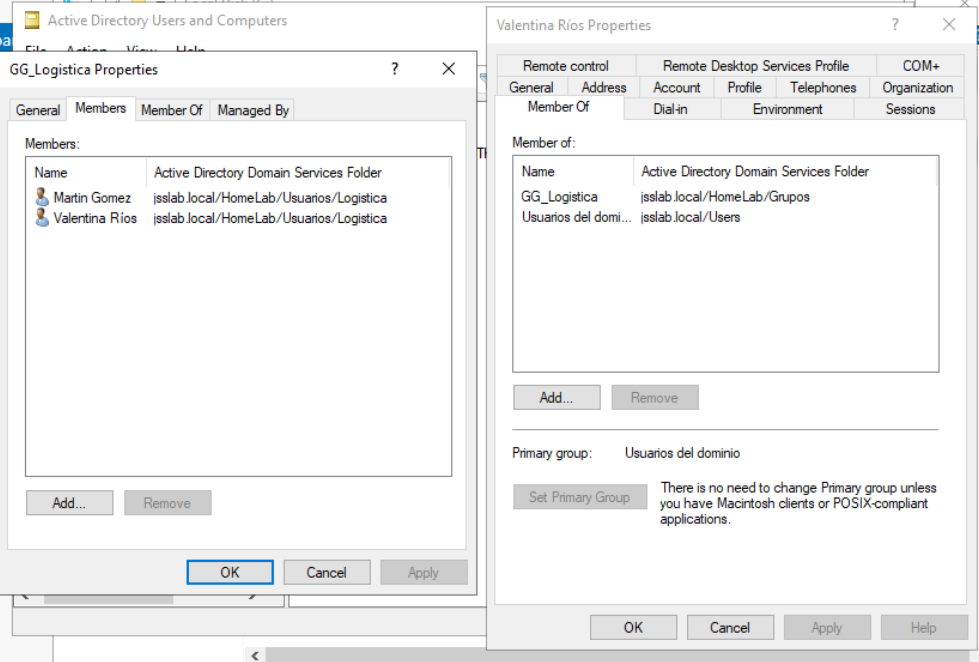 Active Directory Users and Computers
File Action View Help
GG_Logistica Properties
?
General Members Member Of Managed By
Members:
Name Active Directory Domain Services Folder
Martin Gomez jsslab.local/HomeLab/Usuarios/Logistica
Valentina Ríos jsslab.local/HomeLab/Usuarios/Logistica
Add... Remove
OK Cancel Apply
Valentina Ríos Properties
?
Remote control Remote Desktop Services Profile COM+
General Address Account Profile Telephones Organization
Member Of Dial-in Environment Sessions
Member of:
Name Active Directory Domain Services Folder
GG_Logistica jsslab.local/HomeLab/Grupos
Usuarios del domi... jsslab.local/Users
Add... Remove
Primary group: Usuarios del dominio
Set Primary Group
There is no need to change Primary group unless
you have Macintosh clients or POSIX-compliant
applications.
OK Cancel Apply Help